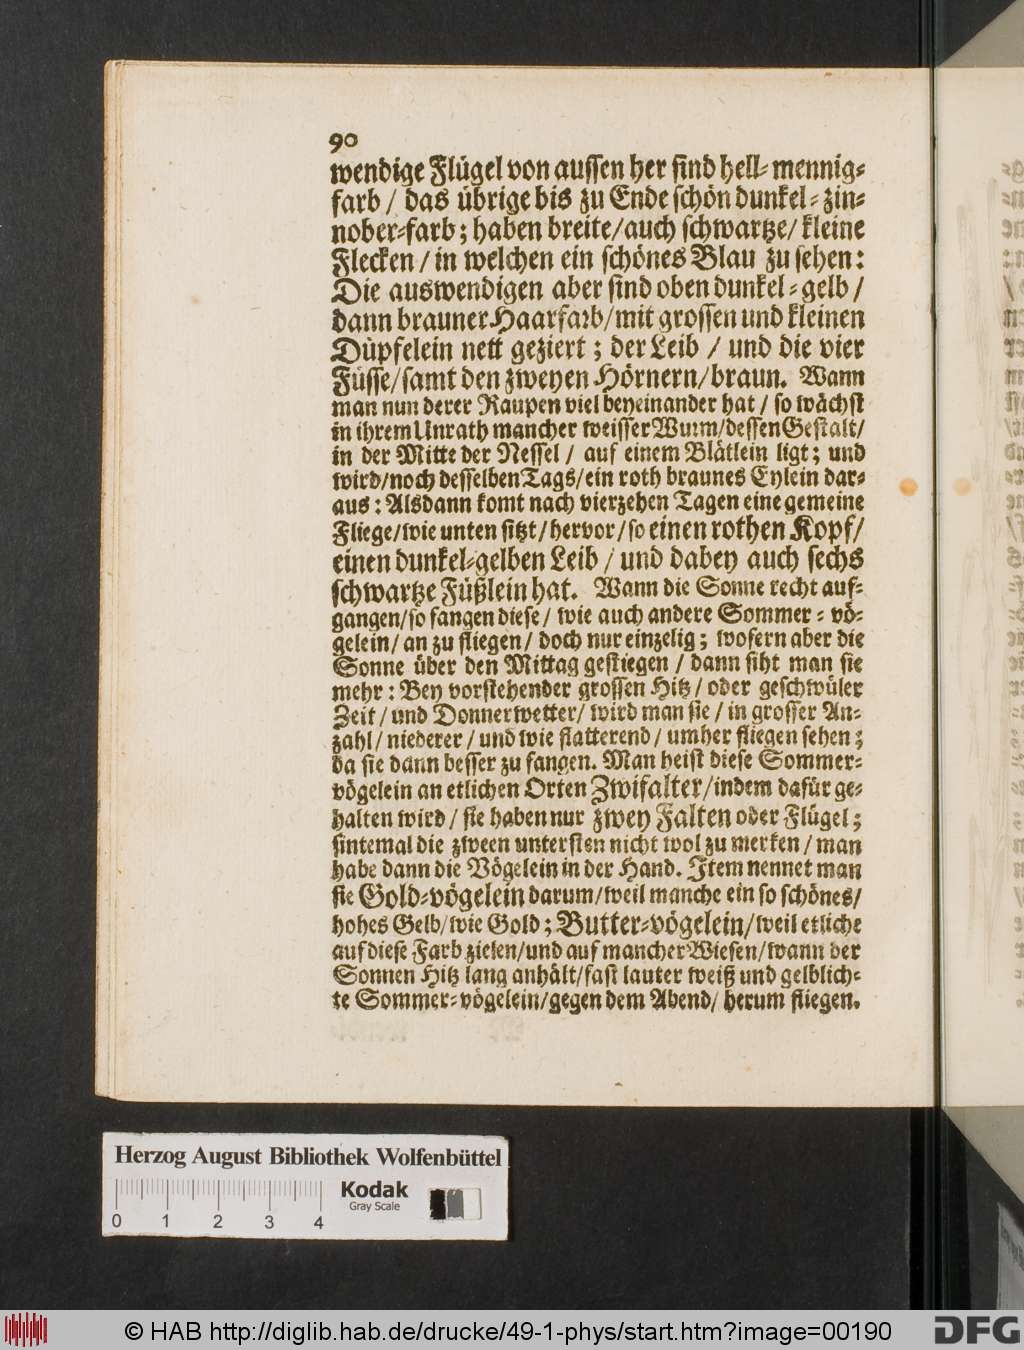 90
wendige Flügel von aussen her sind hell-mennig-
farb / das übrige bis zu Ende schön dunkel-zin-
nober-farb; haben breite/auch schwartze/ kleine
Flecken / in welchen ein schönes Blau zu sehen:
Die auswendigen aber sind oben dunkel-gelb /
dann brauner Haarfarb/mit grossen und kleinen
Düpfelein nett geziert; der Leib / und die vier
Füsse/samt den zweyen Hörnern/braun. Wann
man nun derer Raupen viel beyeinander hat / so wächst
in ihrem Unrath mancher weisser Wurm/dessen Gestalt/
in der Mitte der Nessel / auf einem Blätlein ligt; und
wird/noch desselben Tags/ein roth braunes Eylein dar-
aus: Alsdann komt nach vierzehen Tagen eine gemeine
Fliege/wie unten sitzt/hervor/so einen rothen Kopf/
einen dunkel-gelben Leib / und dabey auch sechs
schwartze Füßlein hat. Wann die Sonne recht auf-
gangen/so fangen diese/ wie auch andere Sommer-vö-
gelein/ an zu fliegen/ doch nur einzelig; wofern aber die
Sonne über den Mittag gestiegen / dann siht man sie
mehr: Bey vorstehender grossen Hitz/ oder geschwüler
Zeit/ und Donnerwetter/ wird man sie / in grosser An-
zahl/ niederer / und wie flatterend / umher fliegen sehen;
da sie dann besser zu fangen. Man heist diese Sommer-
vögelein an etlichen Orten Zwifalter/indem dafür ge-
halten wird / sie haben nur zwey Falten oder Flügel;
sintemal die zween untersten nicht wol zu merken / man
habe dann die Vögelein in der Hand. Item nennet man
sie Gold-vögelein darum/weil manche ein so schönes/
hohes Gelb/wie Gold; Butter-vögelein/weil etliche
auf diese Farb zielen/und auf mancher Wiesen/wann der
Sonnen Hitz lang anhält/fast lauter weiß und gelblich-
te Sommer-vögelein/gegen dem Abend/ herum fliegen.
Herzog August Bibliothek Wolfenbüttel
Kodak
Gray Scale
0 1 2 3 4
© HAB http://diglib.hab.de/drucke/49-1-phys/start.htm?image=00190
DFG